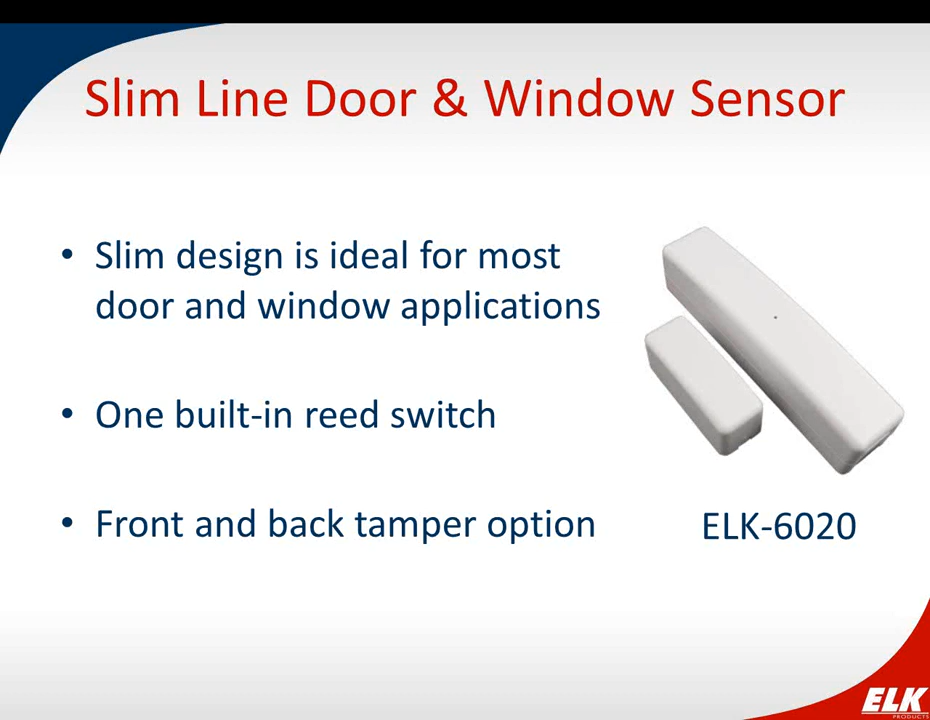 Slim Line Door & Window Sensor
• Slim design is ideal for most
door and window applications
• One built-in reed switch
• Front and back tamper option
ELK-6020
ELK
PRODUCTS